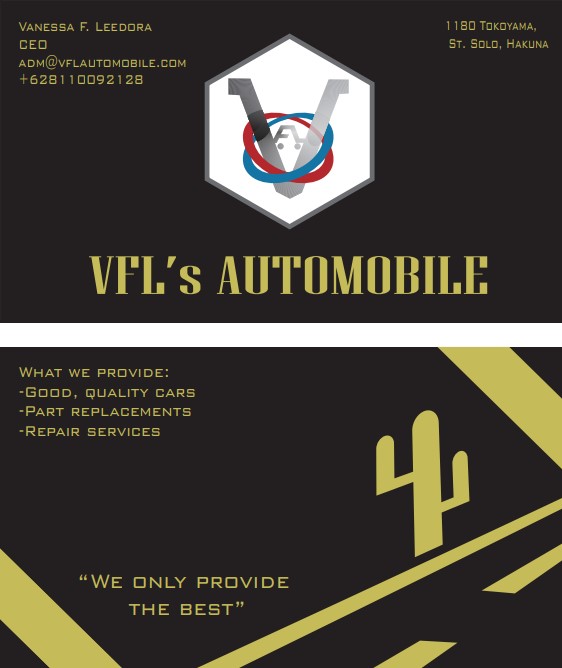 Vanessa F. Leedora
CEO
adm@vflautomobile.com
+628110092128
1180 Tokoyama,
St. Solo, Hakuna
VFL
VFL's AUTOMOBILE
What we provide:
-Good, quality cars
-Part replacements
-Repair services
“We only provide
the best”